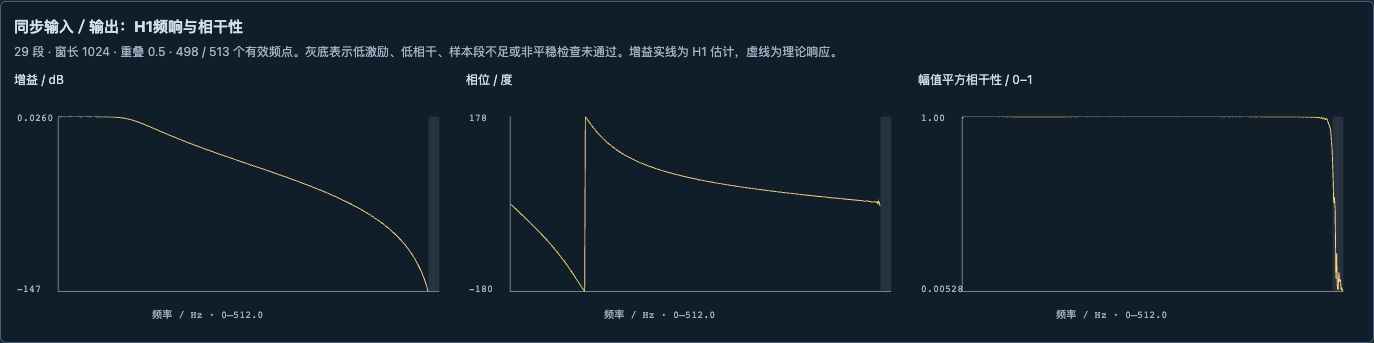 同步输入 / 输出：H1频响与相干性
29 段 · 窗长 1024 · 重叠 0.5 · 498 / 513 个有效频点。灰底表示低激励、低相干、样本段不足或非平稳检查未通过。增益实线为 H1 估计，虚线为理论响应。
增益 / dB
0.0260
-147
频率 / Hz · 0—512.0
相位 / 度
178
-180
频率 / Hz · 0—512.0
幅值平方相干性 / 0–1
1.00
0.00528
频率 / Hz · 0—512.0